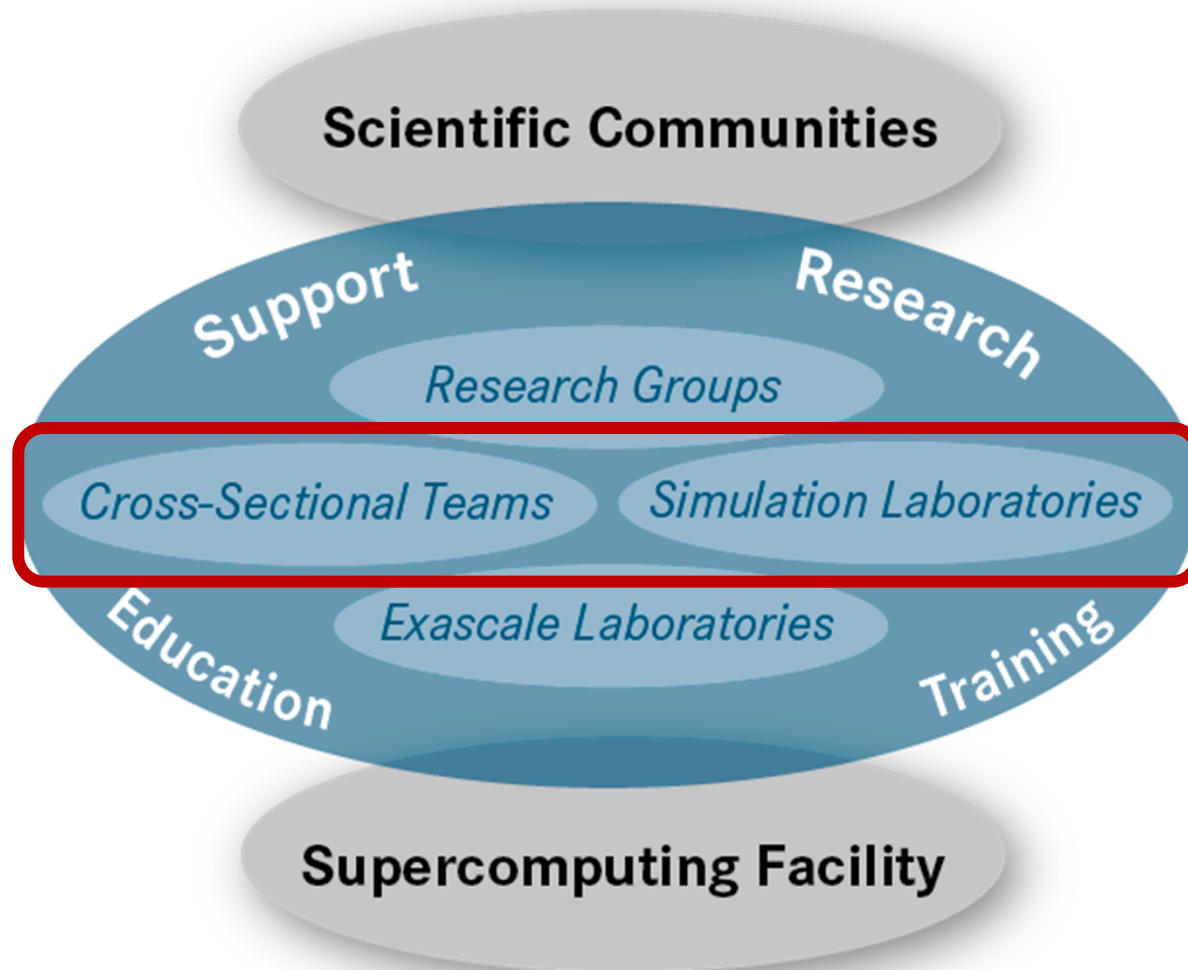 Scientific Communities
Support
Research
Research Groups
Cross-Sectional Teams
Simulation Laboratories
Exascale Laboratories
Education
Training
Supercomputing Facility